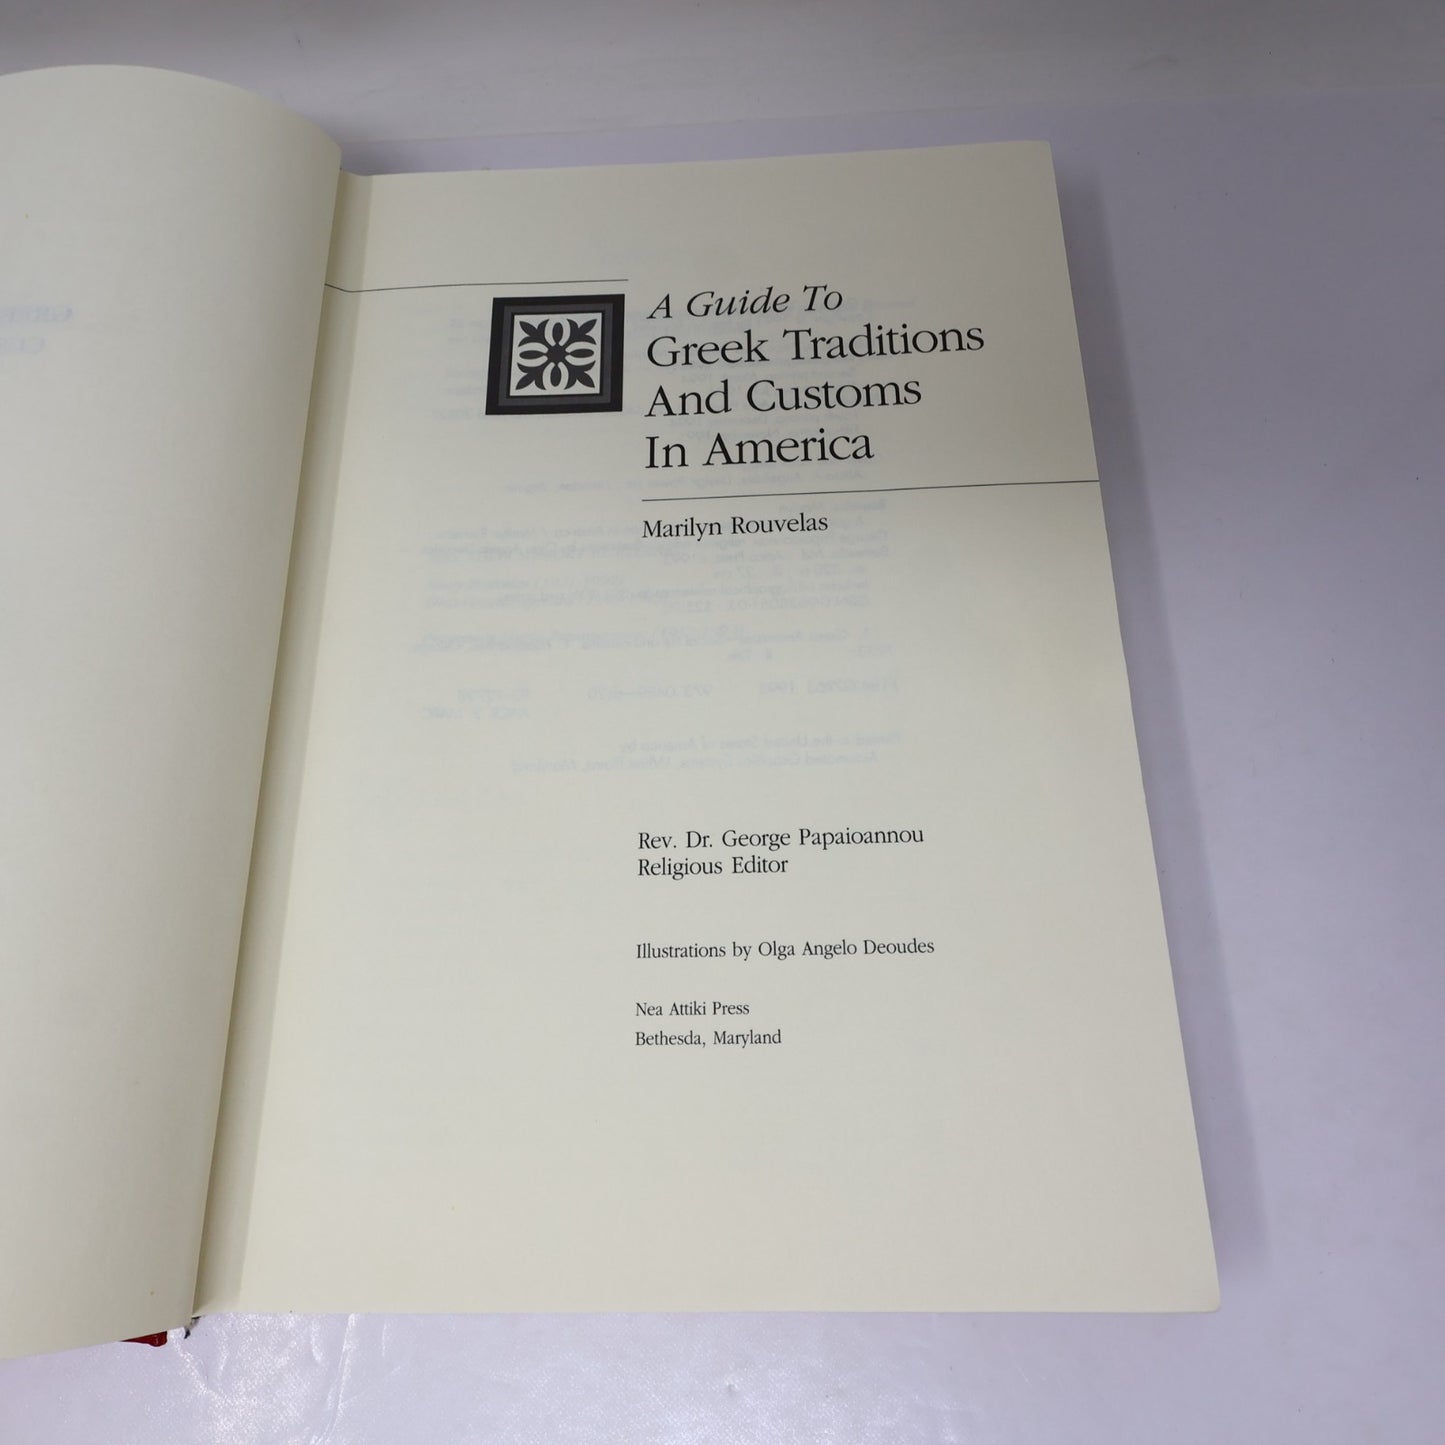 A Guide To
Greek Traditions
And Customs
In America
Marilyn Rouvelas
Rev. Dr. George Papaioannou
Religious Editor
Illustrations by Olga Angelo Deoudes
Nea Attiki Press
Bethesda, Maryland